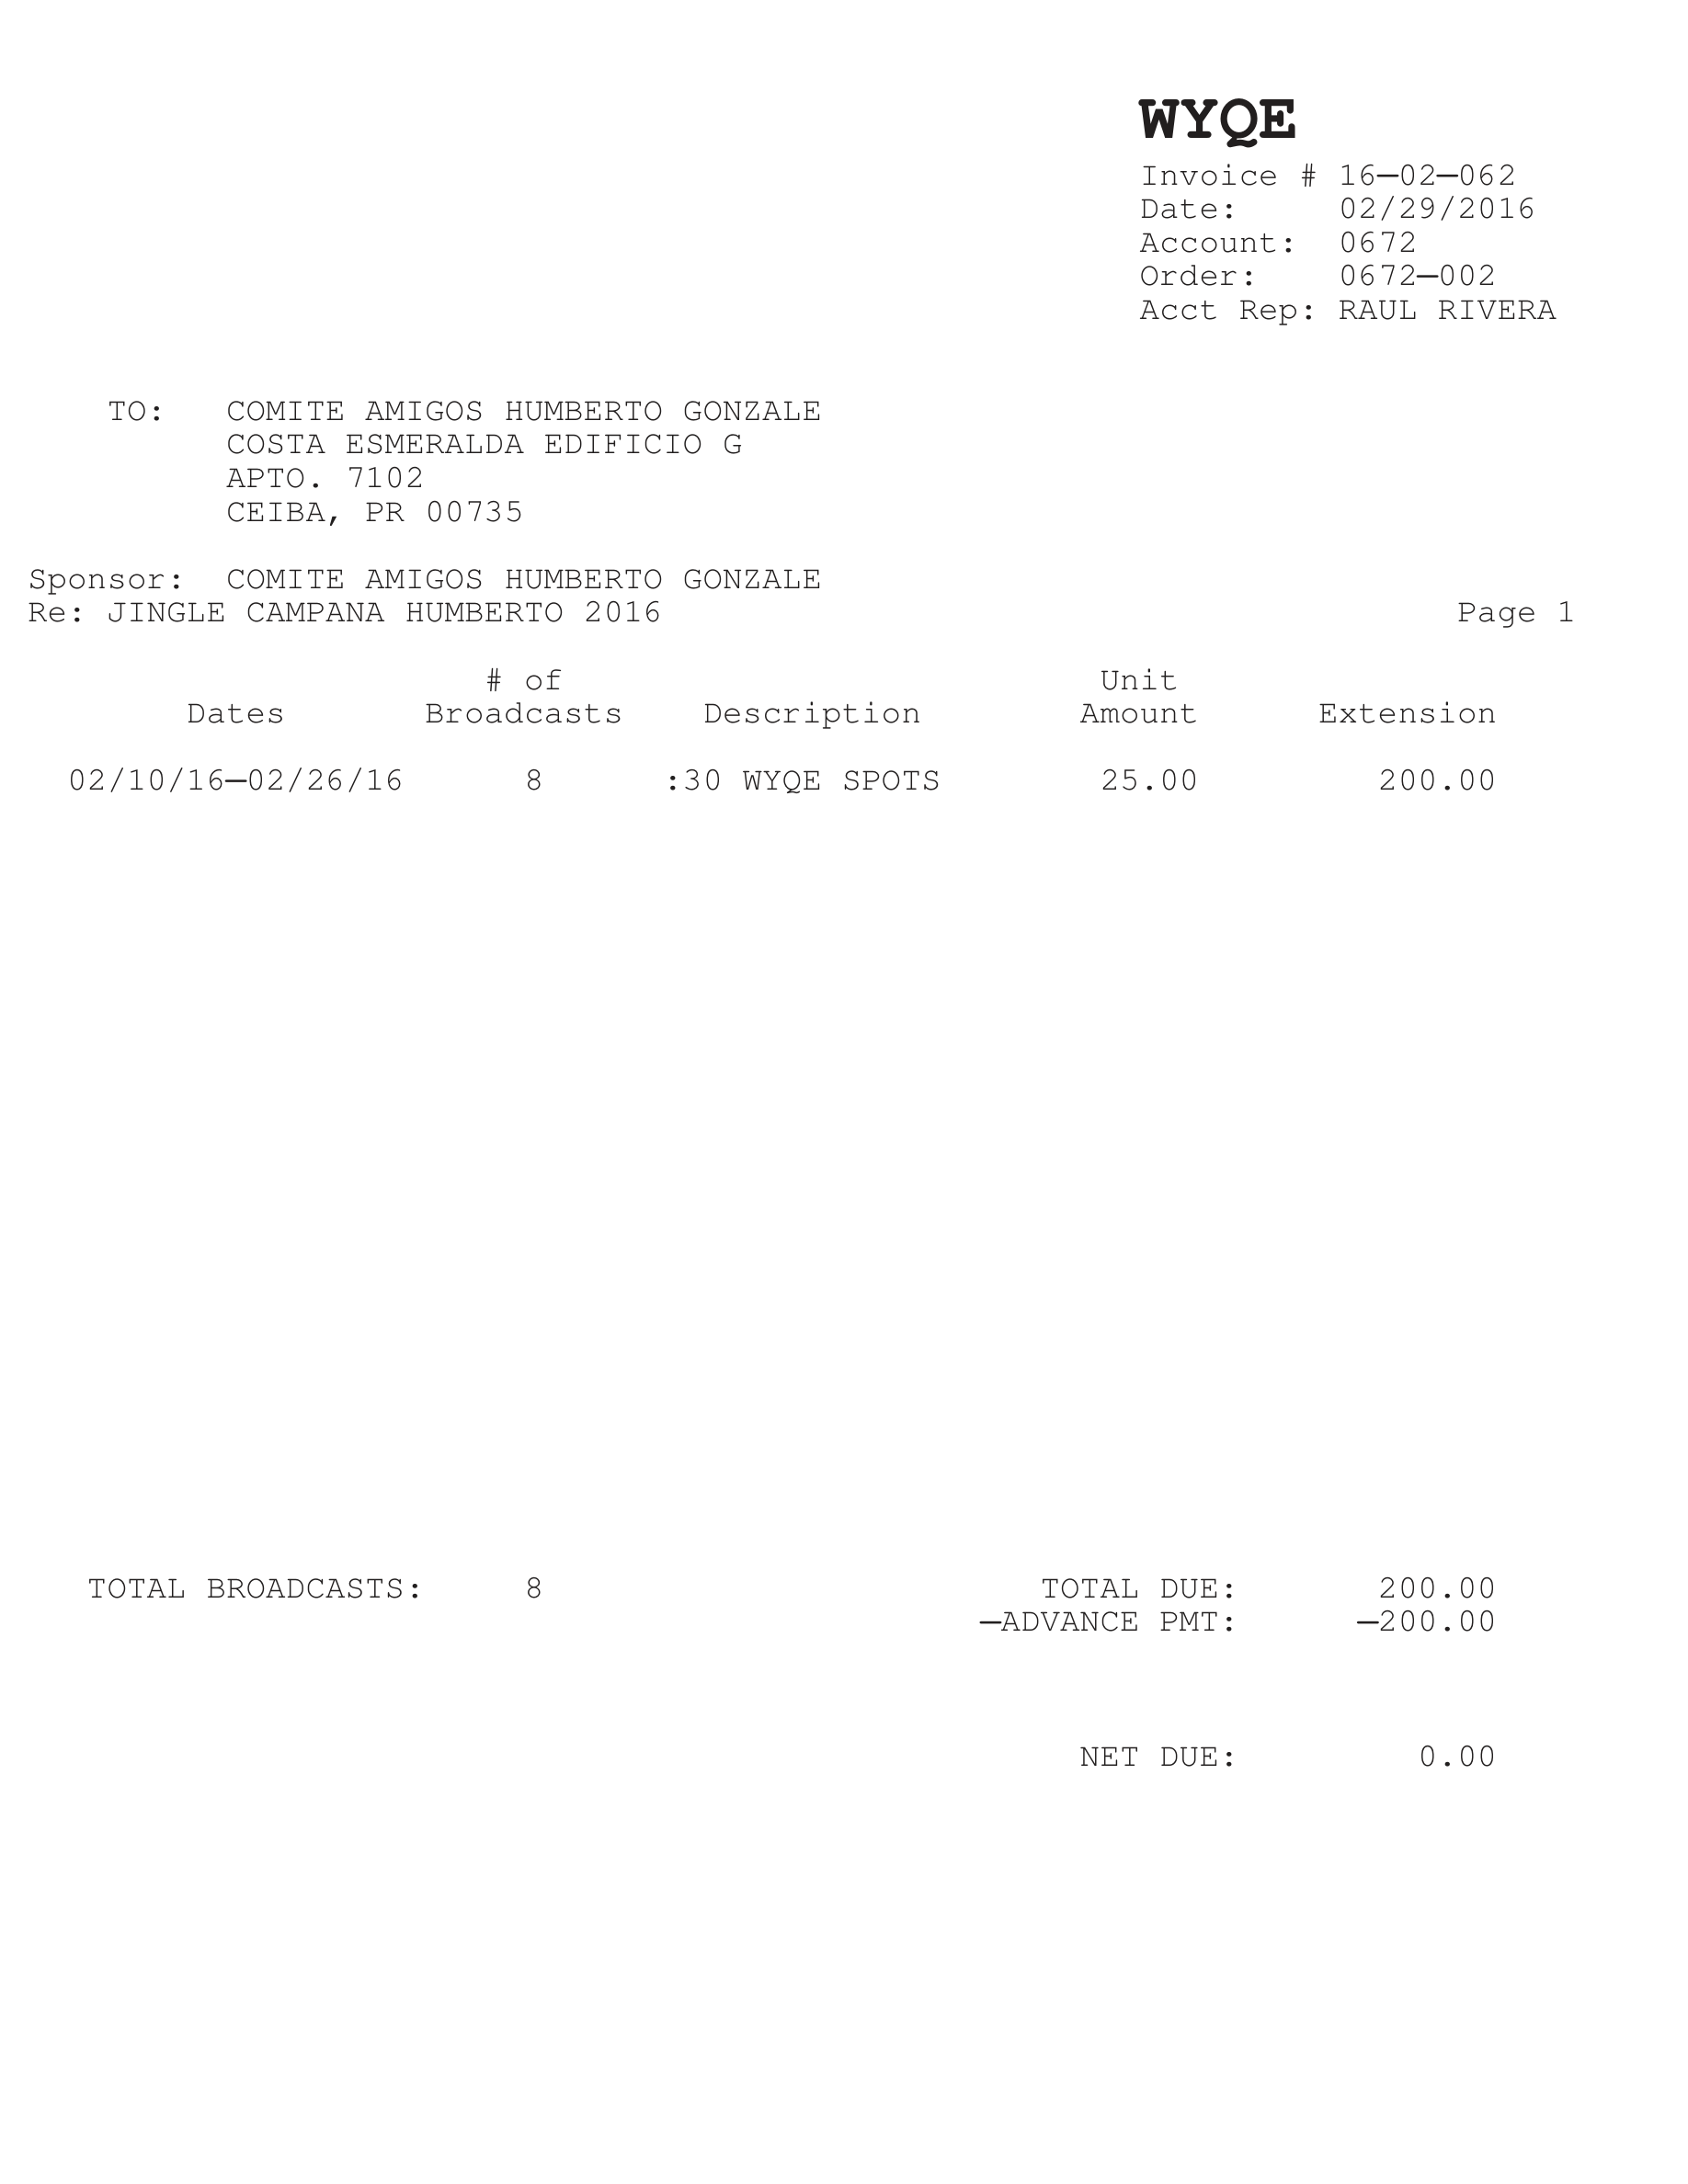 WYQE
Invoice # 16-02-062
Date: 02/29/2016
Account: 0672
Order: 0672-002
Acct Rep: RAUL RIVERA
TO: COMITE AMIGOS HUMBERTO GONZALE
COSTA ESMERALDA EDIFICIO G
APTO. 7102
CEIBA, PR 00735
Sponsor: COMITE AMIGOS HUMBERTO GONZALE
Re: JINGLE CAMPANA HUMBERTO 2016 Page 1
# of Unit
Dates Broadcasts Description Amount Extension
02/10/16-02/26/16 8 :30 WYQE SPOTS 25.00 200.00
TOTAL BROADCASTS: 8 TOTAL DUE: 200.00
-ADVANCE PMT: -200.00
NET DUE: 0.00